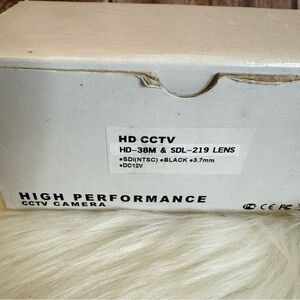 HD CCTV
HD-38M & SDL-219 LENS
●SDI(NTSC) ●BLACK ●3.7mm
●DC12V
HIGH PERFORMANCE
CCTV CAMERA
CE FC